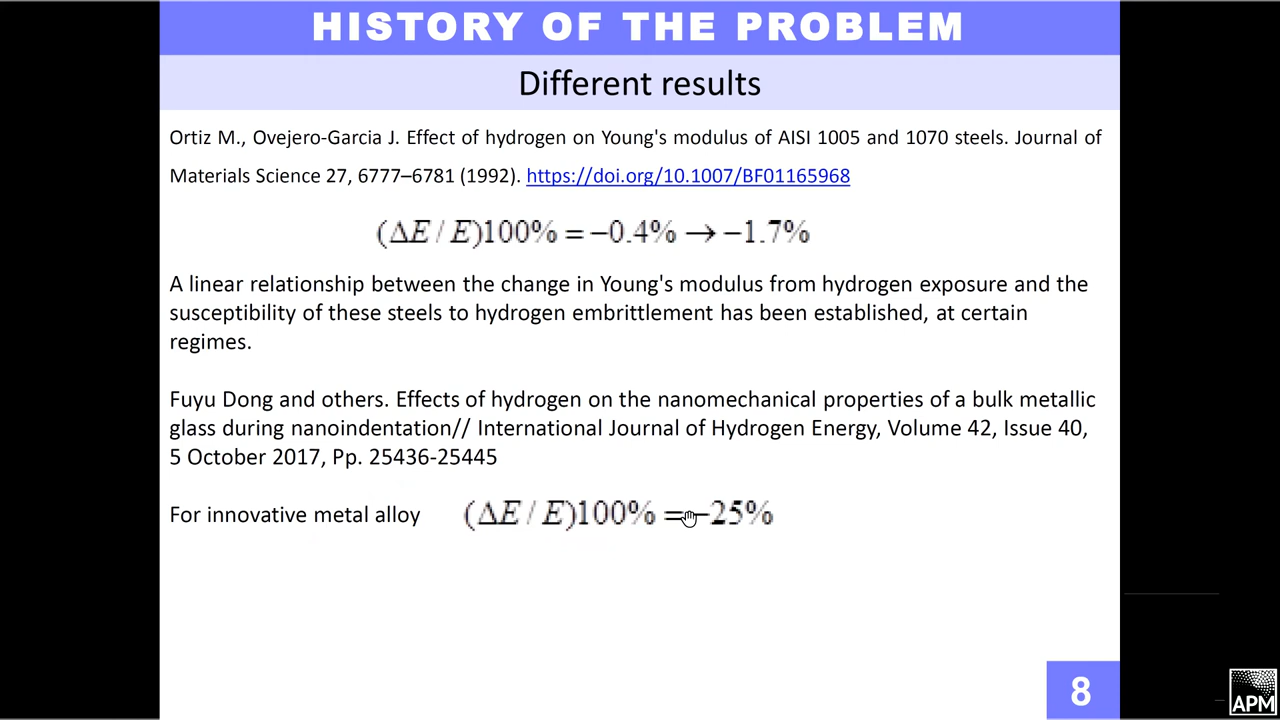 HISTORY OF THE PROBLEM
Different results
Ortiz M., Ovejero-Garcia J. Effect of hydrogen on Young's modulus of AISI 1005 and 1070 steels. Journal of
Materials Science 27, 6777–6781 (1992). https://doi.org/10.1007/BF01165968
(ΔE / E)100% = −0.4% → −1.7%
A linear relationship between the change in Young's modulus from hydrogen exposure and the
susceptibility of these steels to hydrogen embrittlement has been established, at certain
regimes.
Fuyu Dong and others. Effects of hydrogen on the nanomechanical properties of a bulk metallic
glass during nanoindentation// International Journal of Hydrogen Energy, Volume 42, Issue 40,
5 October 2017, Pp. 25436-25445
For innovative metal alloy (ΔE / E)100% = −25%
8
APM